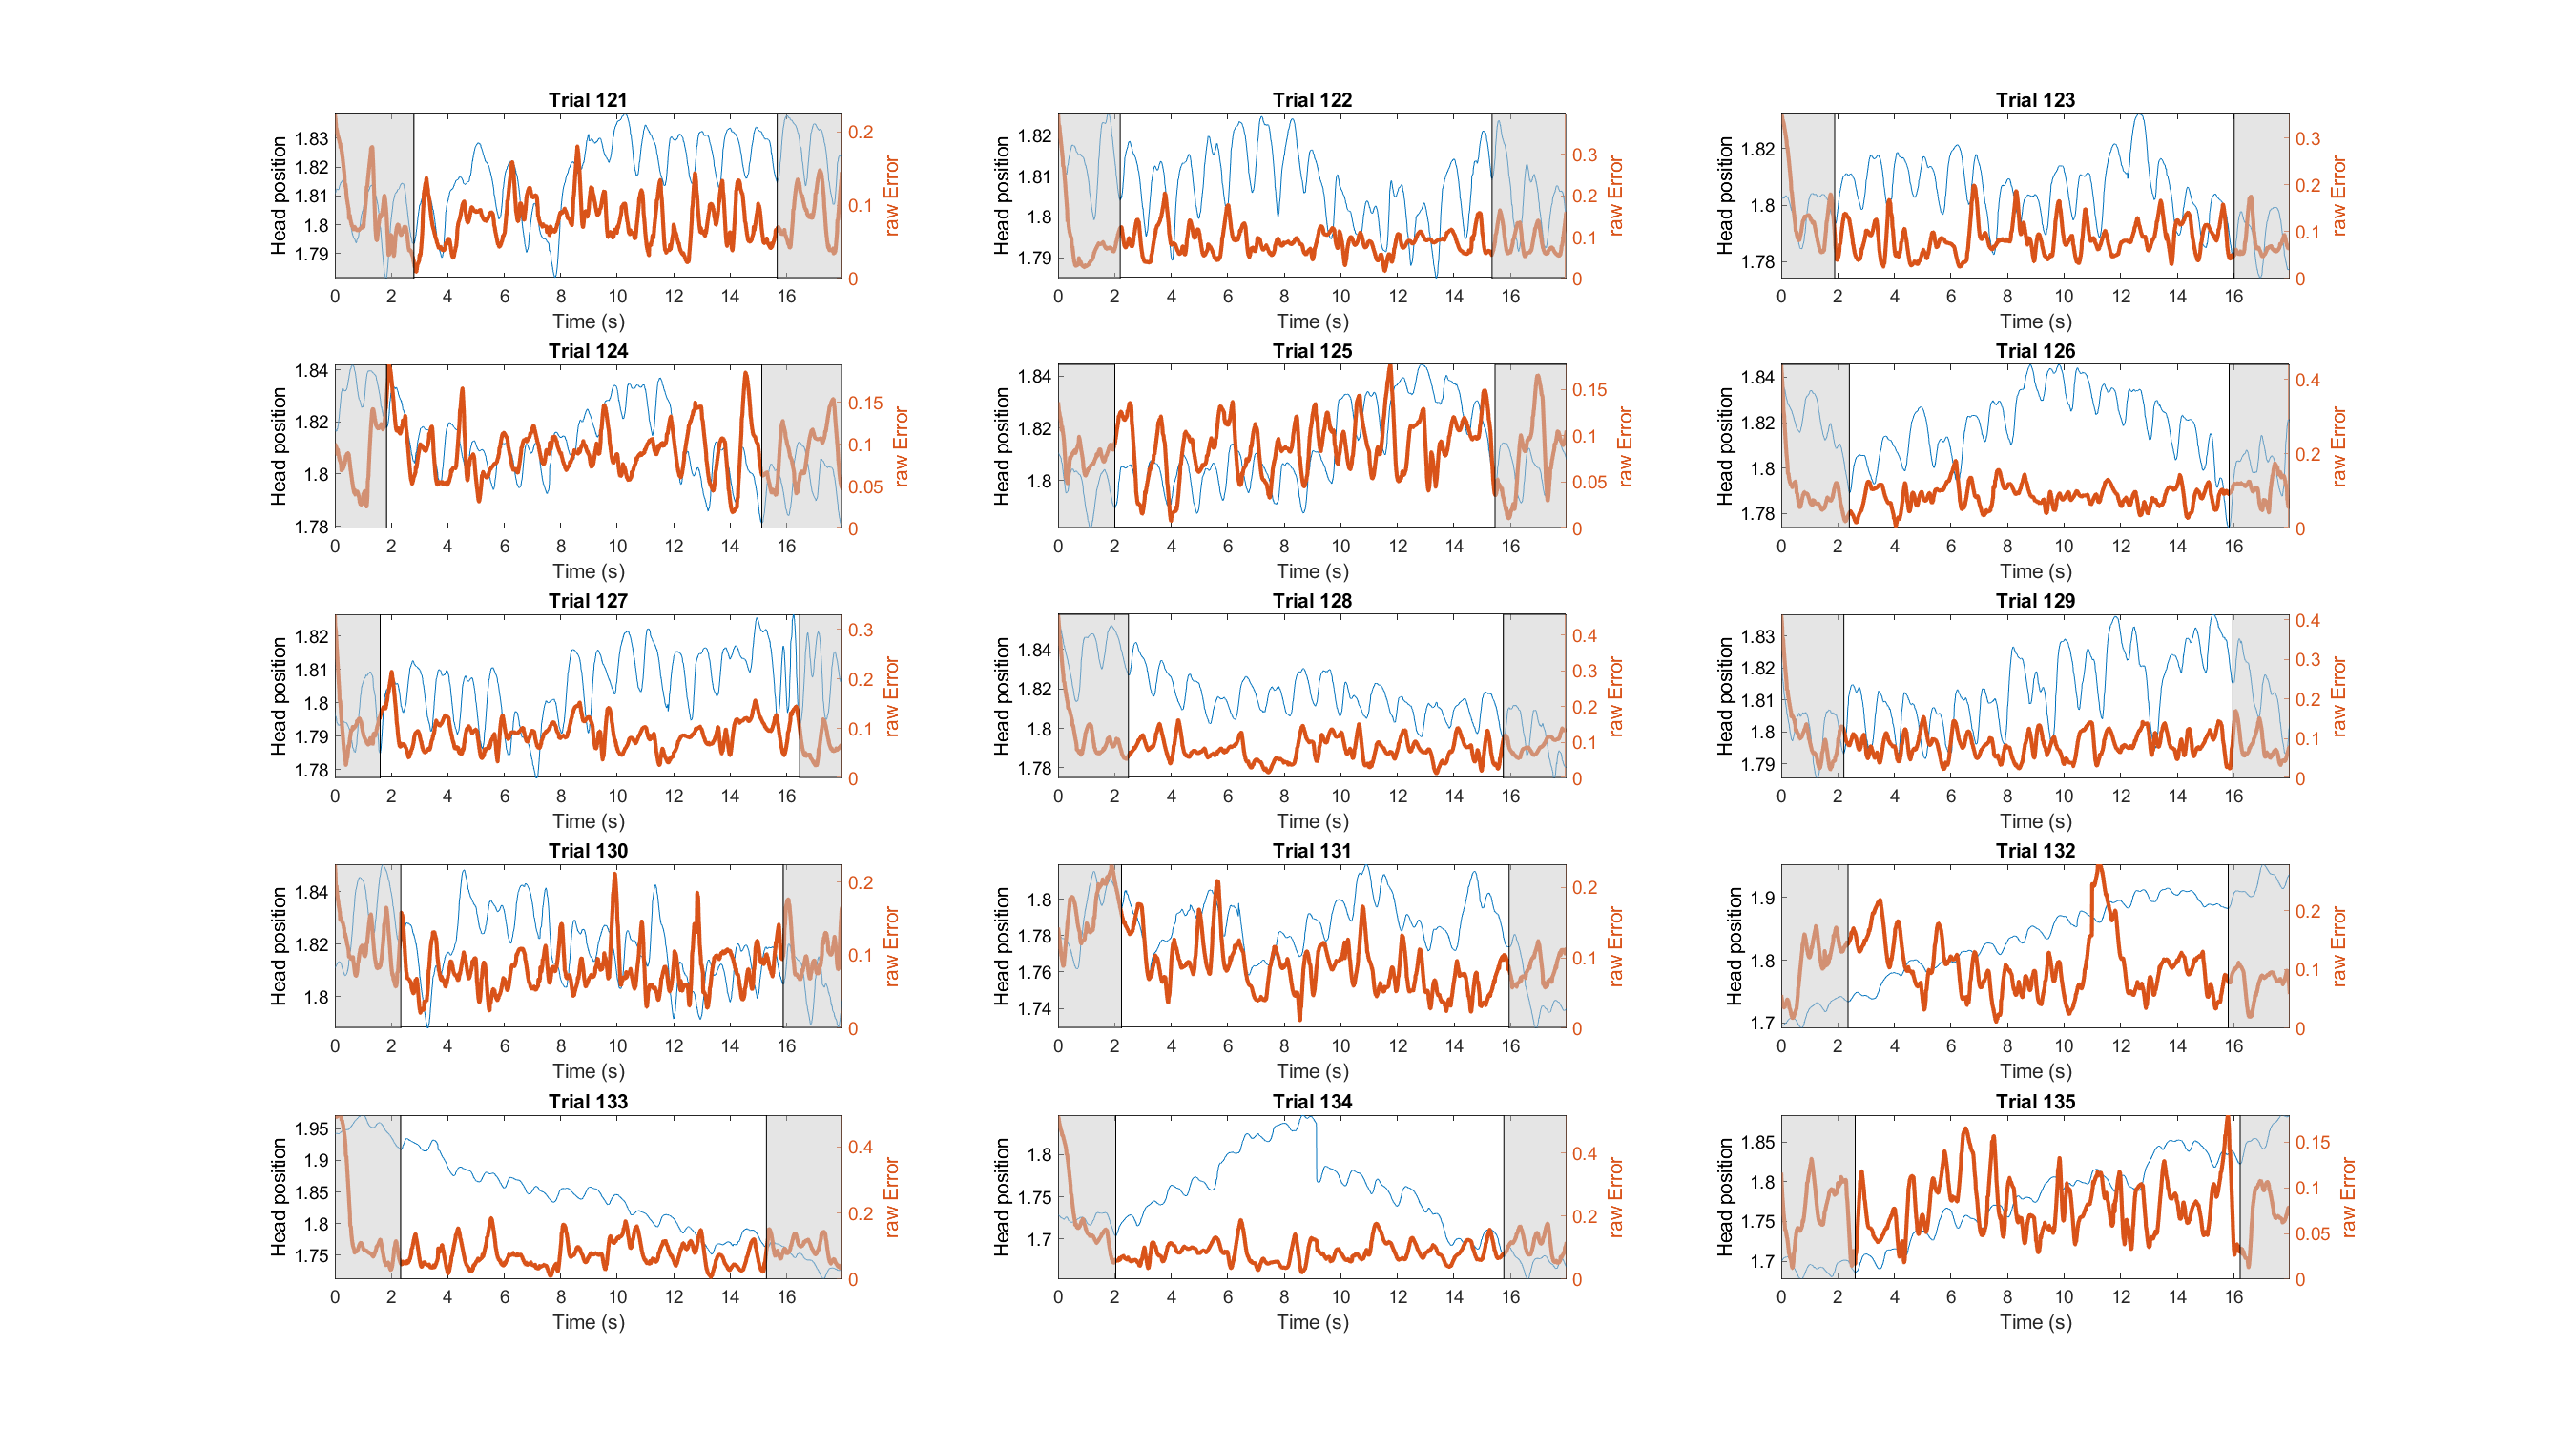 Trial 121
Head position
1.83
1.82
1.81
1.8
1.79
0.2
0.1
0
raw Error
0 2 4 6 8 10 12 14 16
Time (s)
Trial 122
Head position
1.82
1.81
1.8
1.79
0.3
0.2
0.1
0
raw Error
0 2 4 6 8 10 12 14 16
Time (s)
Trial 123
Head position
1.82
1.8
1.78
0.3
0.2
0.1
0
raw Error
0 2 4 6 8 10 12 14 16
Time (s)
Trial 124
Head position
1.84
1.82
1.8
1.78
0.15
0.1
0.05
0
raw Error
0 2 4 6 8 10 12 14 16
Time (s)
Trial 125
Head position
1.84
1.82
1.8
0.15
0.1
0.05
0
raw Error
0 2 4 6 8 10 12 14 16
Time (s)
Trial 126
Head position
1.84
1.82
1.8
1.78
0.4
0.2
0
raw Error
0 2 4 6 8 10 12 14 16
Time (s)
Trial 127
Head position
1.82
1.81
1.8
1.79
1.78
0.3
0.2
0.1
0
raw Error
0 2 4 6 8 10 12 14 16
Time (s)
Trial 128
Head position
1.84
1.82
1.8
1.78
0.4
0.3
0.2
0.1
0
raw Error
0 2 4 6 8 10 12 14 16
Time (s)
Trial 129
Head position
1.83
1.82
1.81
1.8
1.79
0.4
0.3
0.2
0.1
0
raw Error
0 2 4 6 8 10 12 14 16
Time (s)
Trial 130
Head position
1.84
1.82
1.8
0.2
0.1
0
raw Error
0 2 4 6 8 10 12 14 16
Time (s)
Trial 131
Head position
1.8
1.78
1.76
1.74
0.2
0.1
0
raw Error
0 2 4 6 8 10 12 14 16
Time (s)
Trial 132
Head position
1.9
1.8
1.7
0.2
0.1
0
raw Error
0 2 4 6 8 10 12 14 16
Time (s)
Trial 133
Head position
1.95
1.9
1.85
1.8
1.75
0.4
0.2
0
raw Error
0 2 4 6 8 10 12 14 16
Time (s)
Trial 134
Head position
1.8
1.75
1.7
0.4
0.2
0
raw Error
0 2 4 6 8 10 12 14 16
Time (s)
Trial 135
Head position
1.85
1.8
1.75
1.7
0.15
0.1
0.05
0
raw Error
0 2 4 6 8 10 12 14 16
Time (s)